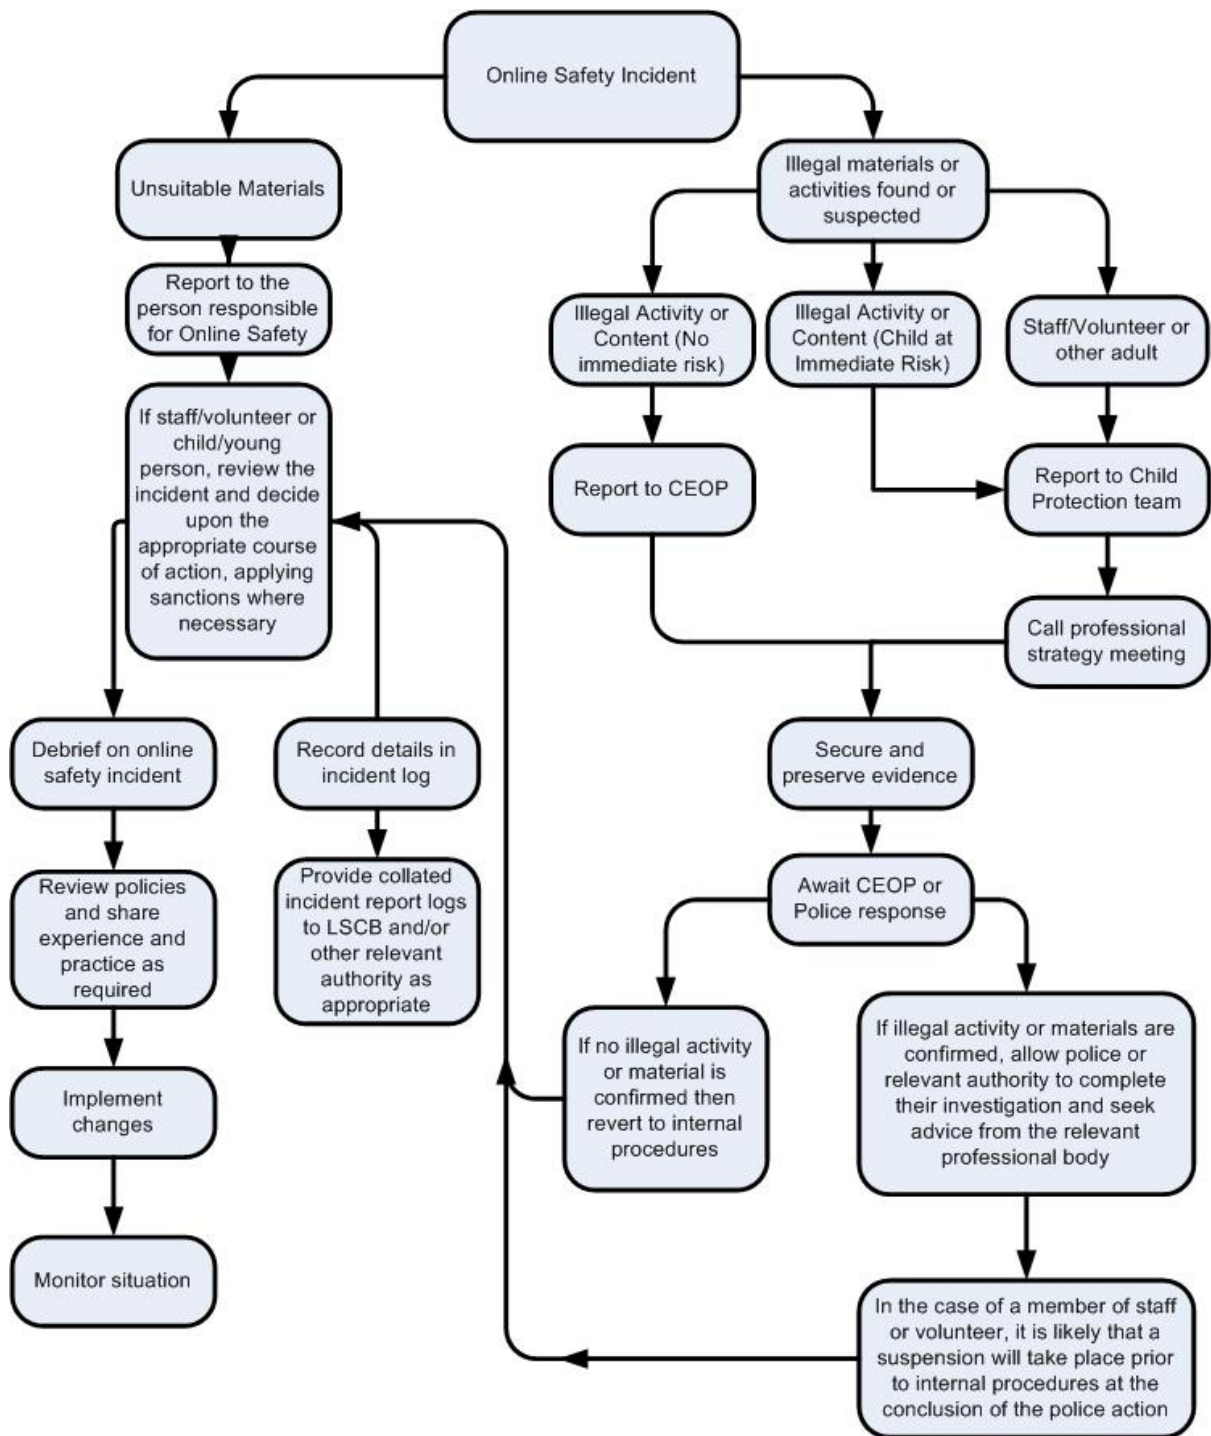 Online Safety Incident
Unsuitable Materials
Illegal materials or
activities found or
suspected
Report to the
person responsible
for Online Safety
Illegal Activity or
Content (No
immediate risk)
Illegal Activity or
Content (Child at
Immediate Risk)
Staff/Volunteer or
other adult
If staff/volunteer or
child/young
person, review the
incident and decide
upon the
appropriate course
of action, applying
sanctions where
necessary
Report to CEOP
Report to Child
Protection team
Call professional
strategy meeting
Debrief on online
safety incident
Record details in
incident log
Secure and
preserve evidence
Review policies
and share
experience and
practice as
required
Provide collated
incident report logs
to LSCB and/or
other relevant
authority as
appropriate
Await CEOP or
Police response
If no illegal activity
or material is
confirmed then
revert to internal
procedures
If illegal activity or materials are
confirmed, allow police or
relevant authority to complete
their investigation and seek
advice from the relevant
professional body
Implement
changes
Monitor situation
In the case of a member of staff
or volunteer, it is likely that a
suspension will take place prior
to internal procedures at the
conclusion of the police action